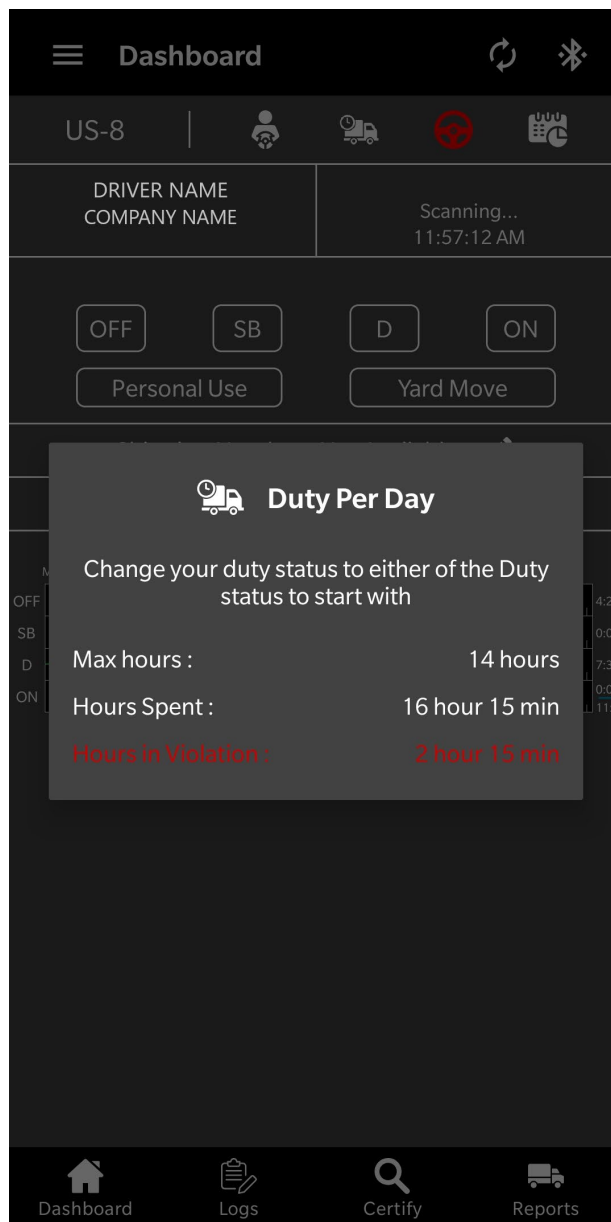 Dashboard
US-8
DRIVER NAME
COMPANY NAME
Scanning...
11:57:12 AM
OFF
SB
D
ON
Personal Use
Yard Move
Duty Per Day
Change your duty status to either of the Duty
status to start with
Max hours : 14 hours
Hours Spent : 16 hour 15 min
Hours in Violation : 2 hour 15 min
M
OFF
SB
D
ON
Dashboard
Logs
Certify
Reports